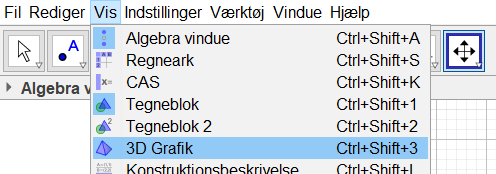 Fil Rediger Vis Indstillinger Værktøj Vindue Hjælp
Algebra vindue Ctrl+Shift+A
Regneark Ctrl+Shift+S
CAS Ctrl+Shift+K
Algebra v
Tegneblok Ctrl+Shift+1
Tegneblok 2 Ctrl+Shift+2
3D Grafik Ctrl+Shift+3
Konstruktionsbeskrivelse Ctrl+Shift+L